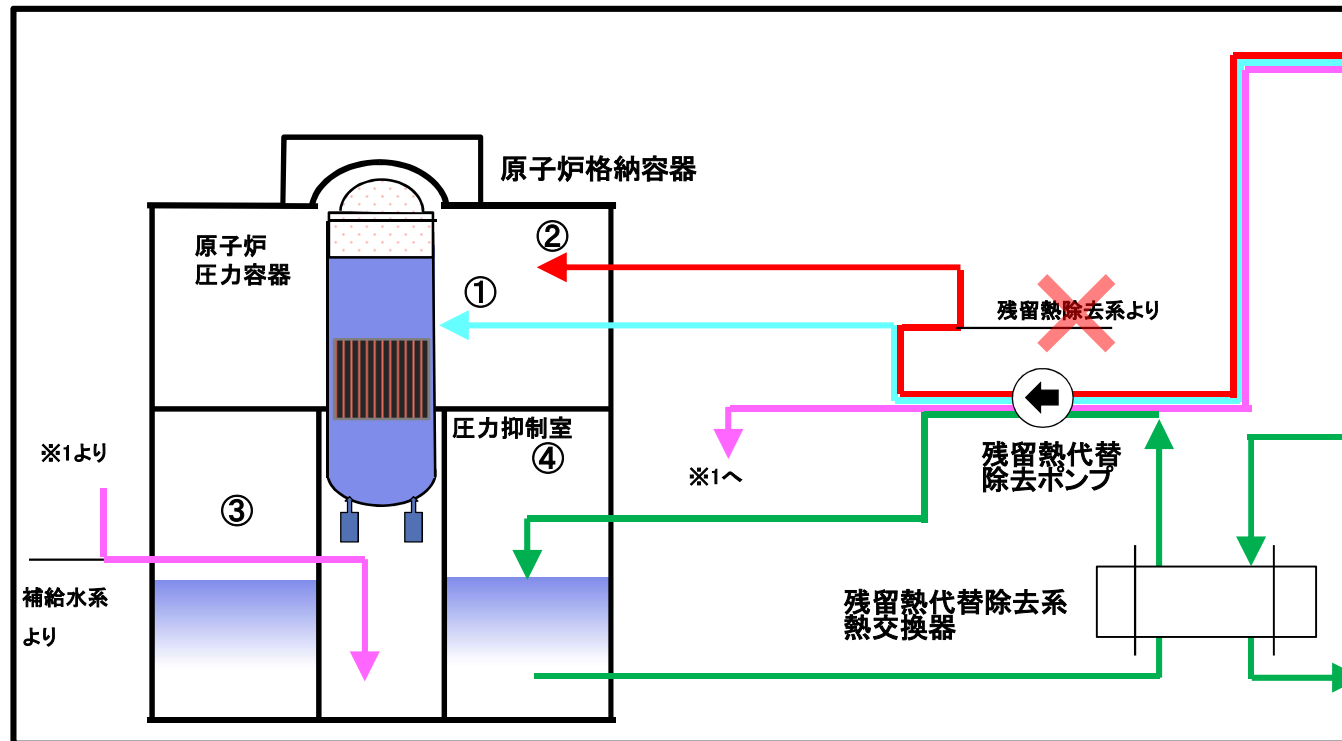 原子炉格納容器
原子炉
圧力容器
②
①
残留熱除去系より
圧力抑制室
④
※1より
③
※1へ
残留熱代替
除去ポンプ
補給水系
より
残留熱代替除去系
熱交換器